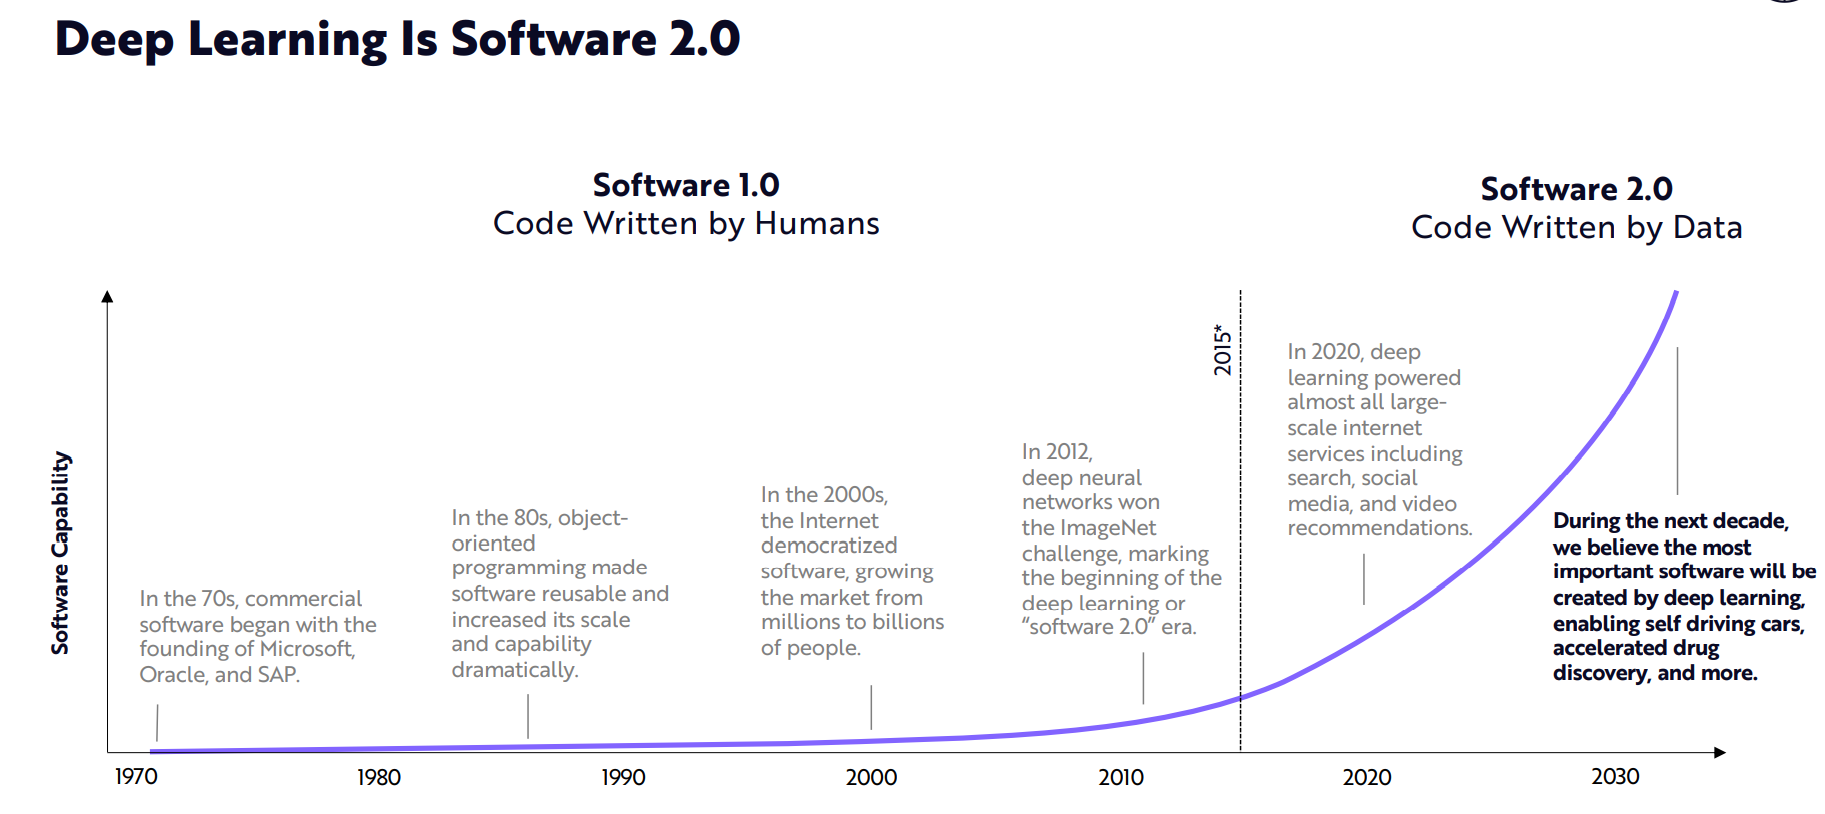 Deep Learning Is Software 2.0
Software 1.0
Code Written by Humans
Software 2.0
Code Written by Data
Software Capability
In the 70s, commercial
software began with the
founding of Microsoft,
Oracle, and SAP.
In the 80s, object-
oriented
programming made
software reusable and
increased its scale
and capability
dramatically.
In the 2000s,
the Internet
democratized
software, growing
the market from
millions to billions
of people.
In 2012,
deep neural
networks won
the ImageNet
challenge, marking
the beginning of the
deep learning or
“software 2.0” era.
2015*
In 2020, deep
learning powered
almost all large-
scale internet
services including
search, social
media, and video
recommendations.
During the next decade,
we believe the most
important software will be
created by deep learning,
enabling self driving cars,
accelerated drug
discovery, and more.
1970
1980
1990
2000
2010
2020
2030